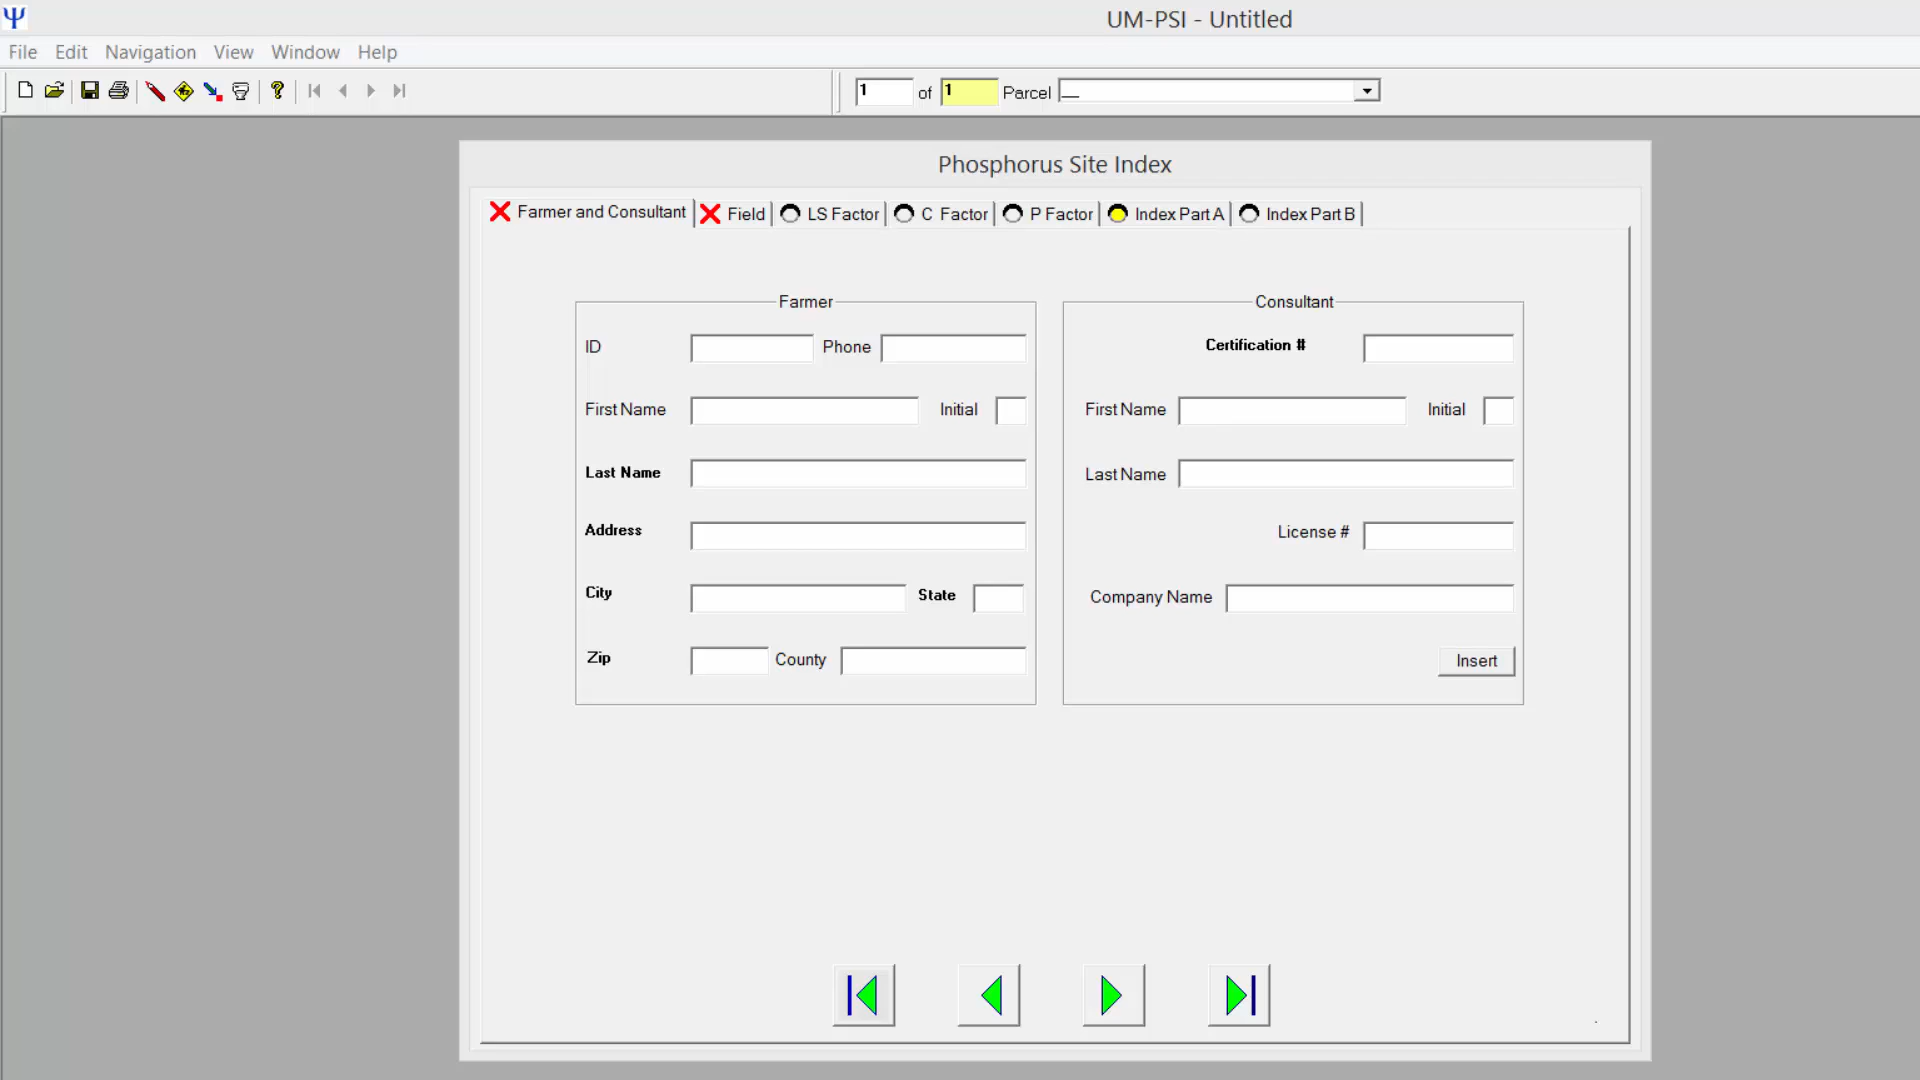 UM-PSI - Untitled
File Edit Navigation View Window Help
1 of 1 Parcel __
Phosphorus Site Index
Farmer and Consultant Field LS Factor C Factor P Factor Index Part A Index Part B
Farmer
ID Phone
First Name Initial
Last Name
Address
City State
Zip County
Consultant
Certification #
First Name Initial
Last Name
License #
Company Name
Insert